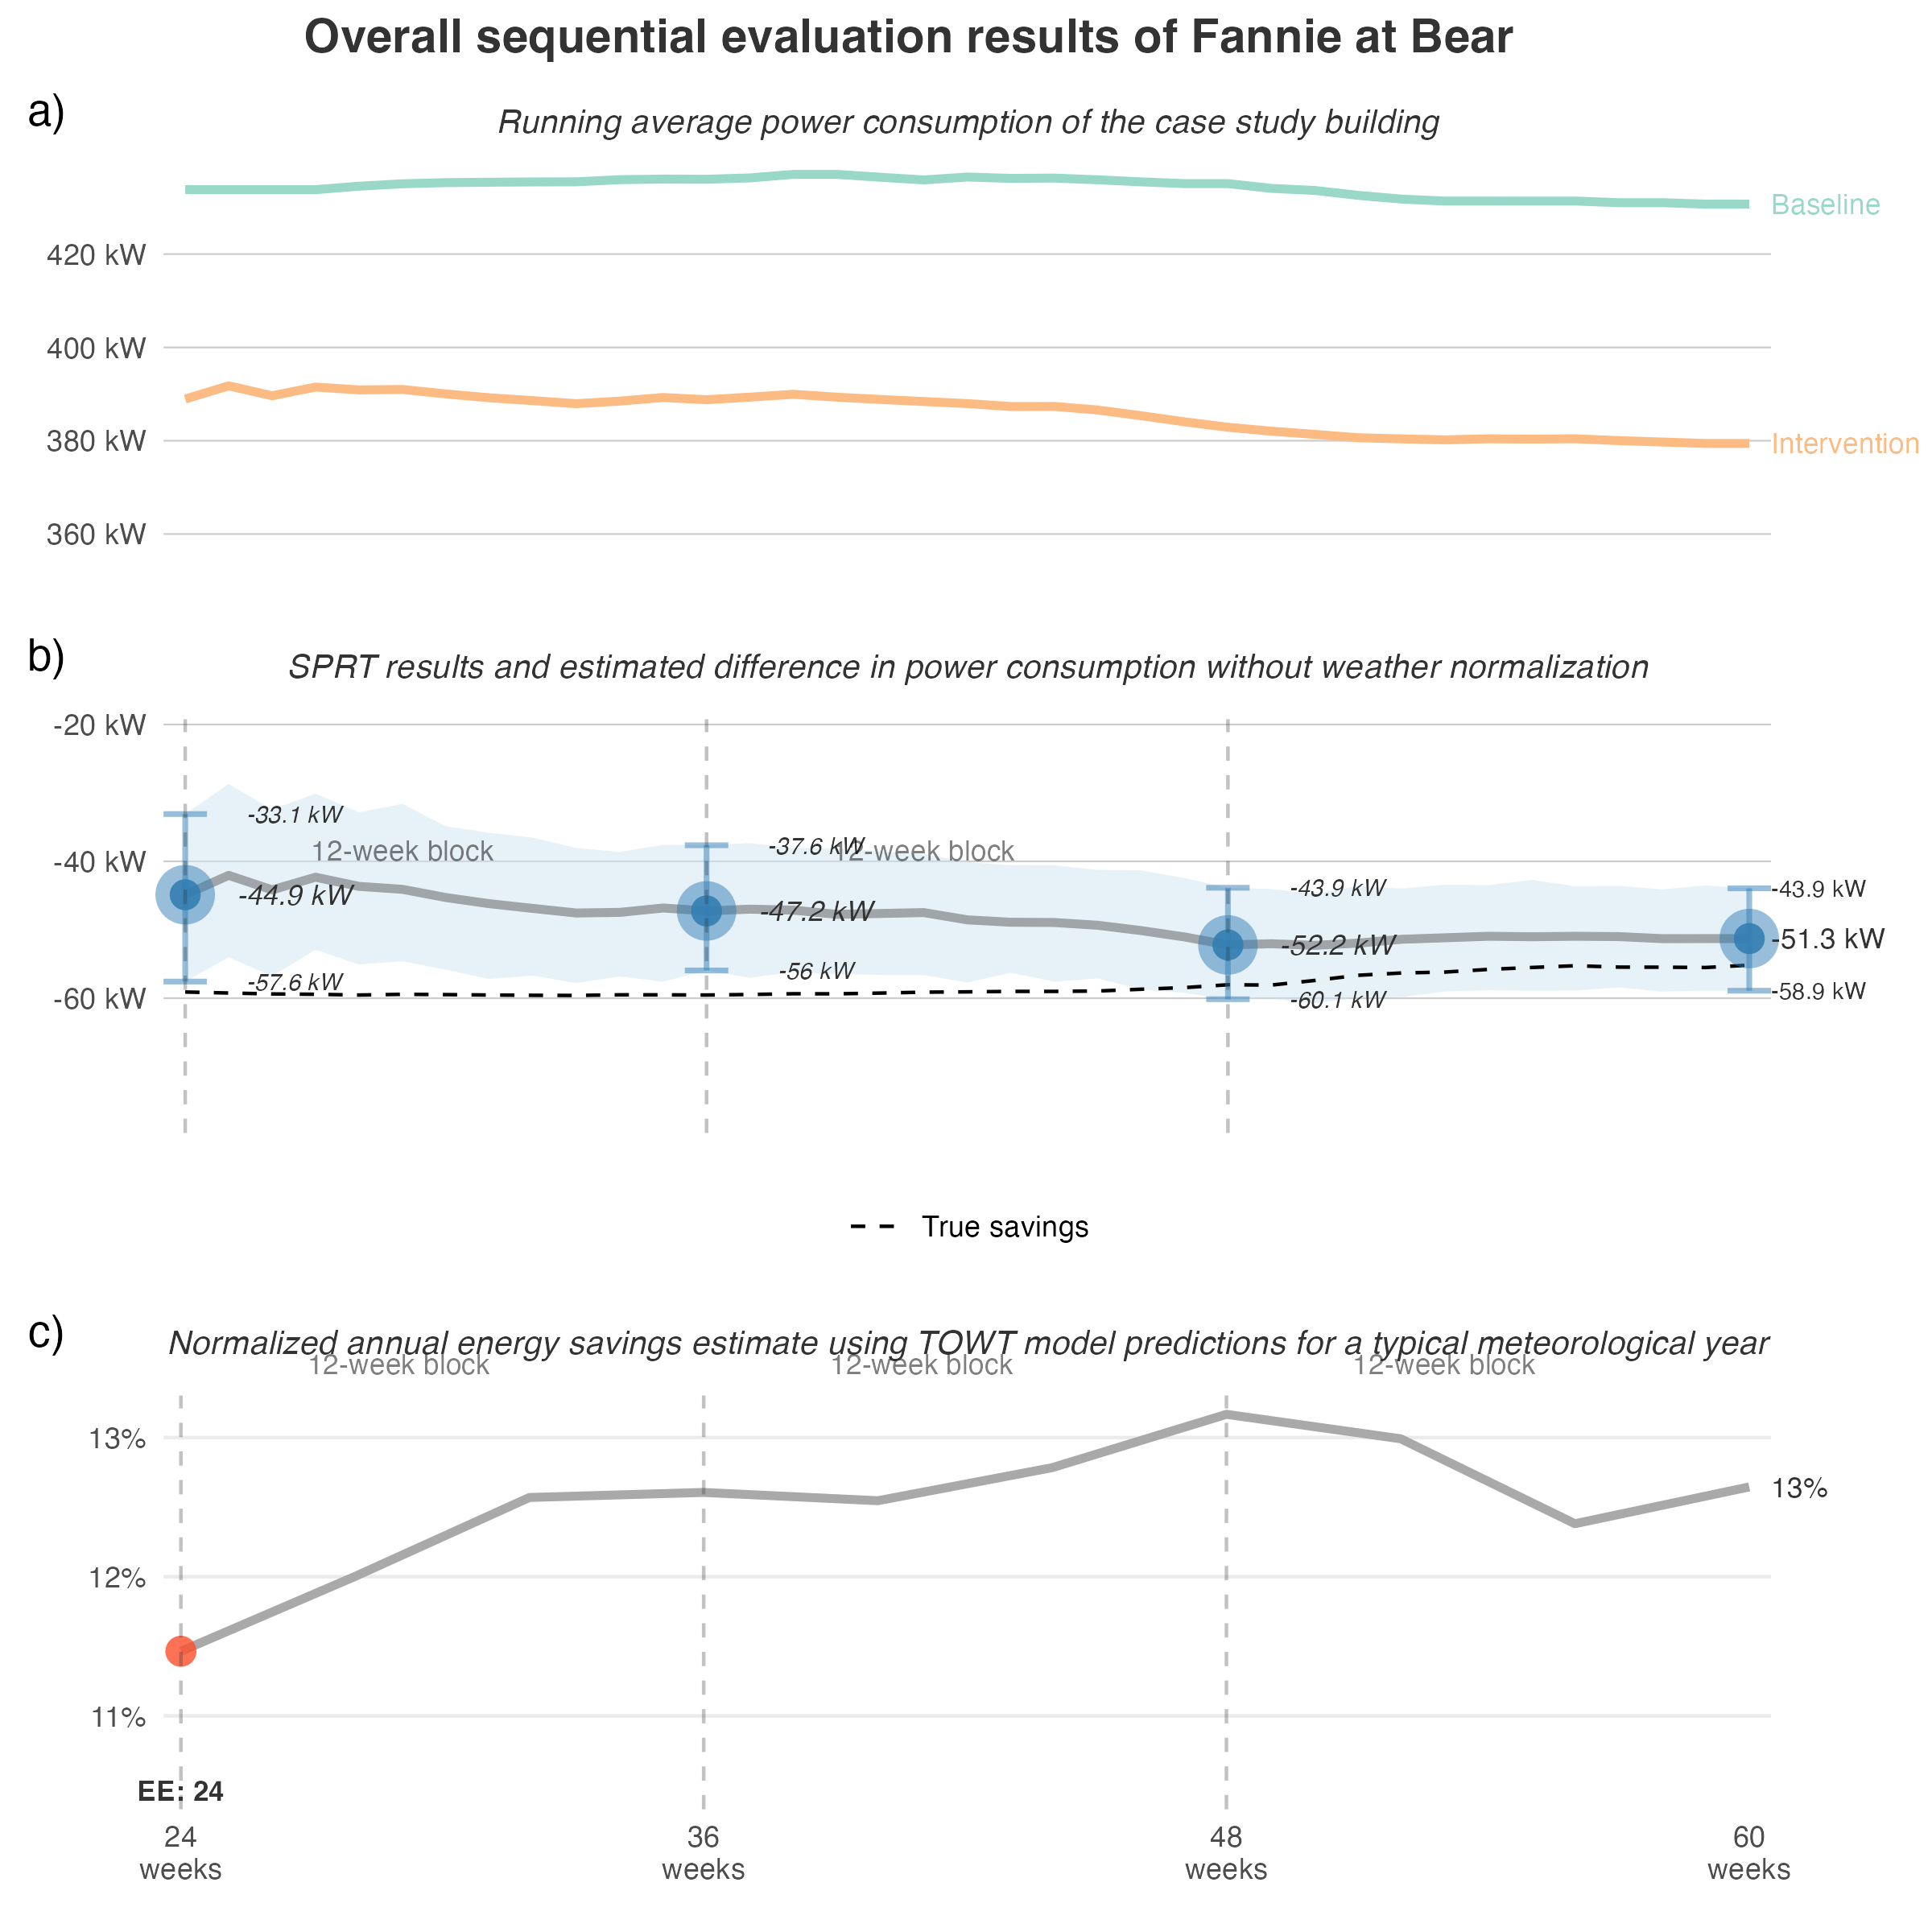 Overall sequential evaluation results of Fannie at Bear
a)
Running average power consumption of the case study building
Baseline
420 kW
400 kW
380 kW
Intervention
360 kW
b)
SPRT results and estimated difference in power consumption without weather normalization
-20 kW
-33.1 kW
-37.6 kW
12-week block
12-week block
-40 kW
-43.9 kW
-43.9 kW
-44.9 kW
-47.2 kW
-52.2 kW
-51.3 kW
-57.6 kW
-56 kW
-60.1 kW
-58.9 kW
-60 kW
True savings
c)
Normalized annual energy savings estimate using TOWT model predictions for a typical meteorological year
12-week block
12-week block
12-week block
13%
13%
12%
11%
EE: 24
24
weeks
36
weeks
48
weeks
60
weeks